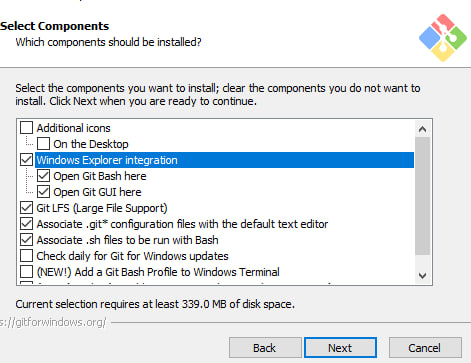 Select Components
Which components should be installed?
Select the components you want to install; clear the components you do not want to
install. Click Next when you are ready to continue.
Additional icons
On the Desktop
Windows Explorer integration
Open Git Bash here
Open Git GUI here
Git LFS (Large File Support)
Associate .git* configuration files with the default text editor
Associate .sh files to be run with Bash
Check daily for Git for Windows updates
(NEW!) Add a Git Bash Profile to Windows Terminal
Current selection requires at least 339.0 MB of disk space.
s://gitforwindows.org/
Back
Next
Cancel